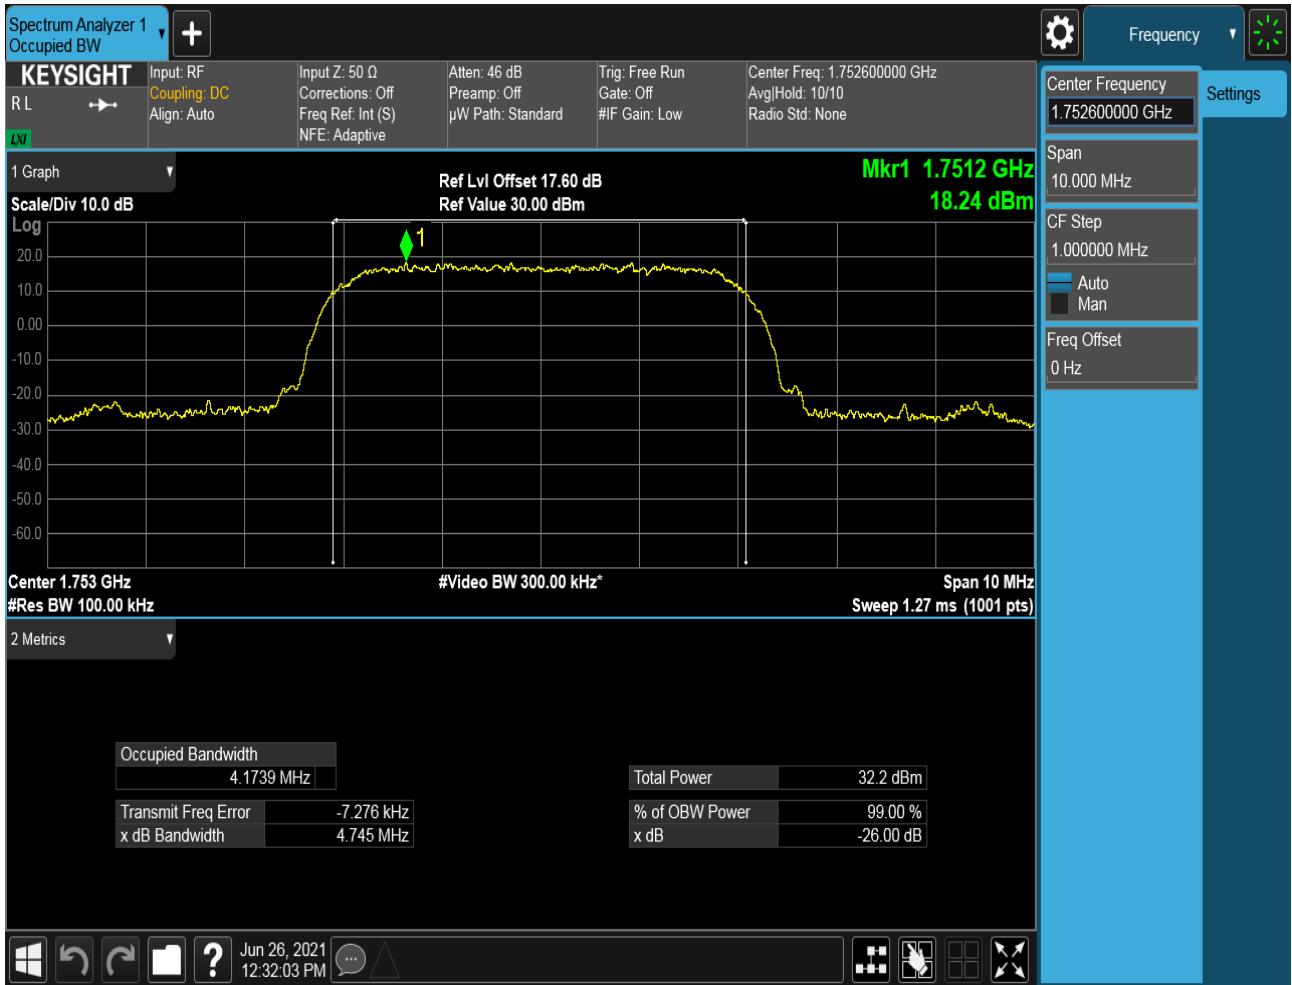 Spectrum Analyzer 1
Occupied BW
Frequency
KEYSIGHT
R L
LXI
Input: RF
Coupling: DC
Align: Auto
Input Z: 50 Ω
Corrections: Off
Freq Ref: Int (S)
NFE: Adaptive
Atten: 46 dB
Preamp: Off
µW Path: Standard
Trig: Free Run
Gate: Off
#IF Gain: Low
Center Freq: 1.752600000 GHz
Avg|Hold: 10/10
Radio Std: None
Center Frequency
1.752600000 GHz
Settings
Span
10.000 MHz
CF Step
1.000000 MHz
Auto
Man
Freq Offset
0 Hz
1 Graph
Scale/Div 10.0 dB
Ref Lvl Offset 17.60 dB
Ref Value 30.00 dBm
Mkr1 1.7512 GHz
18.24 dBm
Log
1
20.0
10.0
0.00
-10.0
-20.0
-30.0
-40.0
-50.0
-60.0
Center 1.753 GHz
#Res BW 100.00 kHz
#Video BW 300.00 kHz*
Span 10 MHz
Sweep 1.27 ms (1001 pts)
2 Metrics
Occupied Bandwidth
4.1739 MHz
Total Power 32.2 dBm
Transmit Freq Error -7.276 kHz
% of OBW Power 99.00 %
x dB Bandwidth 4.745 MHz
x dB -26.00 dB
?
Jun 26, 2021
12:32:03 PM